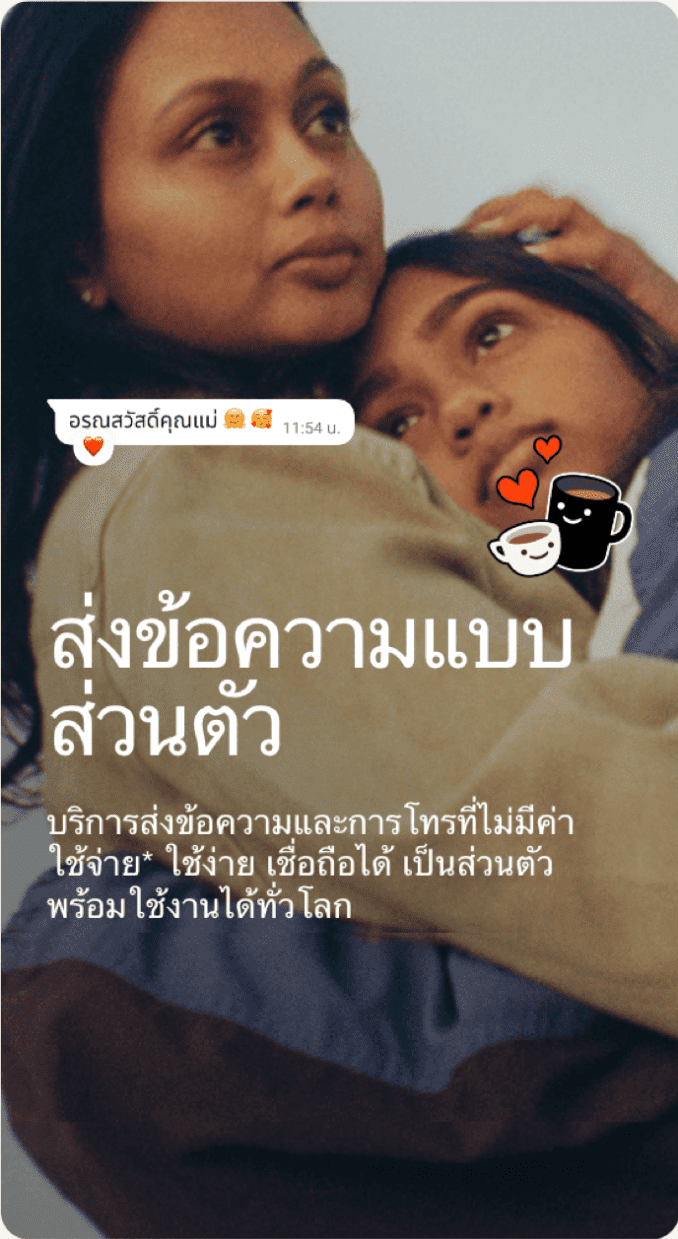 อรณสวัสดิ์คุณแม่ 🤗 🥰 11:54 น.
❤️
ส่งข้อความแบบ
ส่วนตัว
บริการส่งข้อความและการโทรที่ไม่มีค่า
ใช้จ่าย* ใช้ง่าย เชื่อถือได้ เป็นส่วนตัว
พร้อมใช้งานได้ทั่วโลก